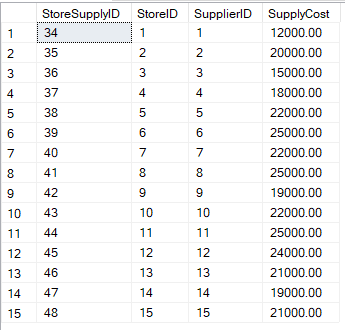 StoreSupplyID StoreID SupplierID SupplyCost
1 34 1 1 12000.00
2 35 2 2 20000.00
3 36 3 3 15000.00
4 37 4 4 18000.00
5 38 5 5 22000.00
6 39 6 6 25000.00
7 40 7 7 22000.00
8 41 8 8 25000.00
9 42 9 9 19000.00
10 43 10 10 22000.00
11 44 11 11 25000.00
12 45 12 12 24000.00
13 46 13 13 21000.00
14 47 14 14 19000.00
15 48 15 15 21000.00